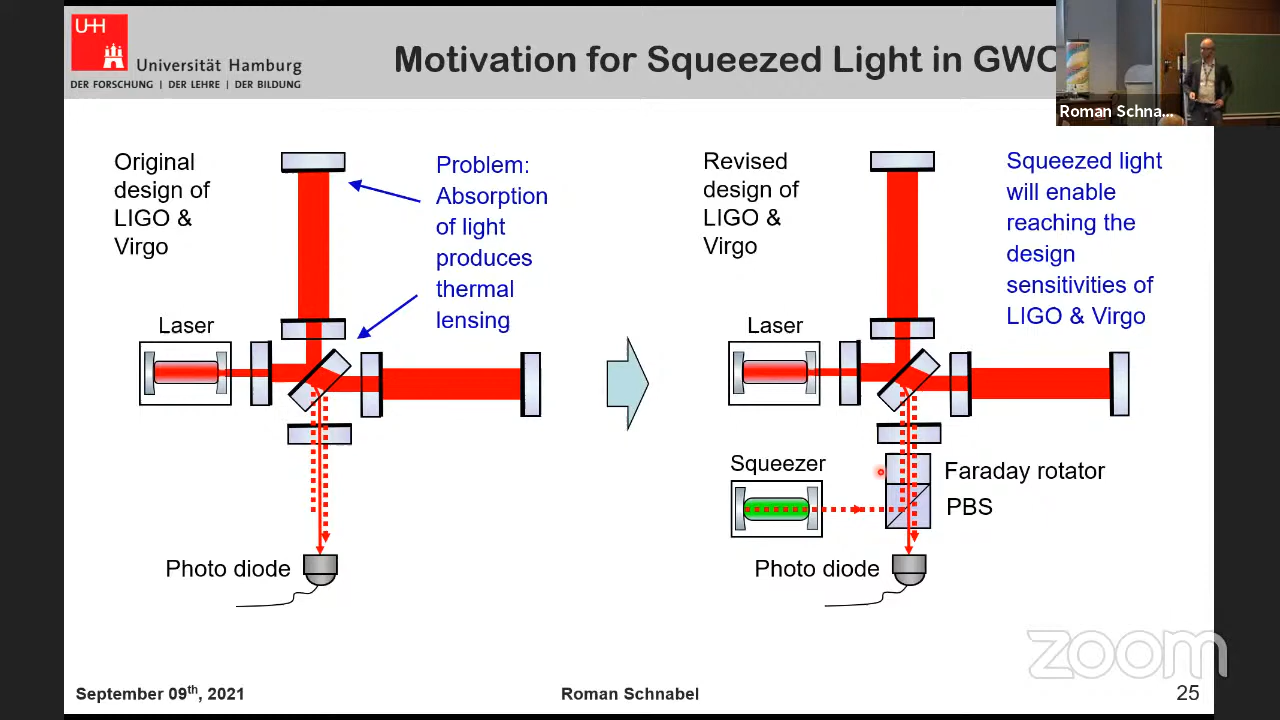 UHH
Universität Hamburg
DER FORSCHUNG | DER LEHRE | DER BILDUNG
Motivation for Squeezed Light in GWO
Roman Schna...
Original
design of
LIGO &
Virgo
Problem:
Absorption
of light
produces
thermal
lensing
Laser
Photo diode
Revised
design of
LIGO &
Virgo
Squeezed light
will enable
reaching the
design
sensitivities of
LIGO & Virgo
Laser
Squeezer
Faraday rotator
PBS
Photo diode
zoom
September 09th, 2021
Roman Schnabel
25